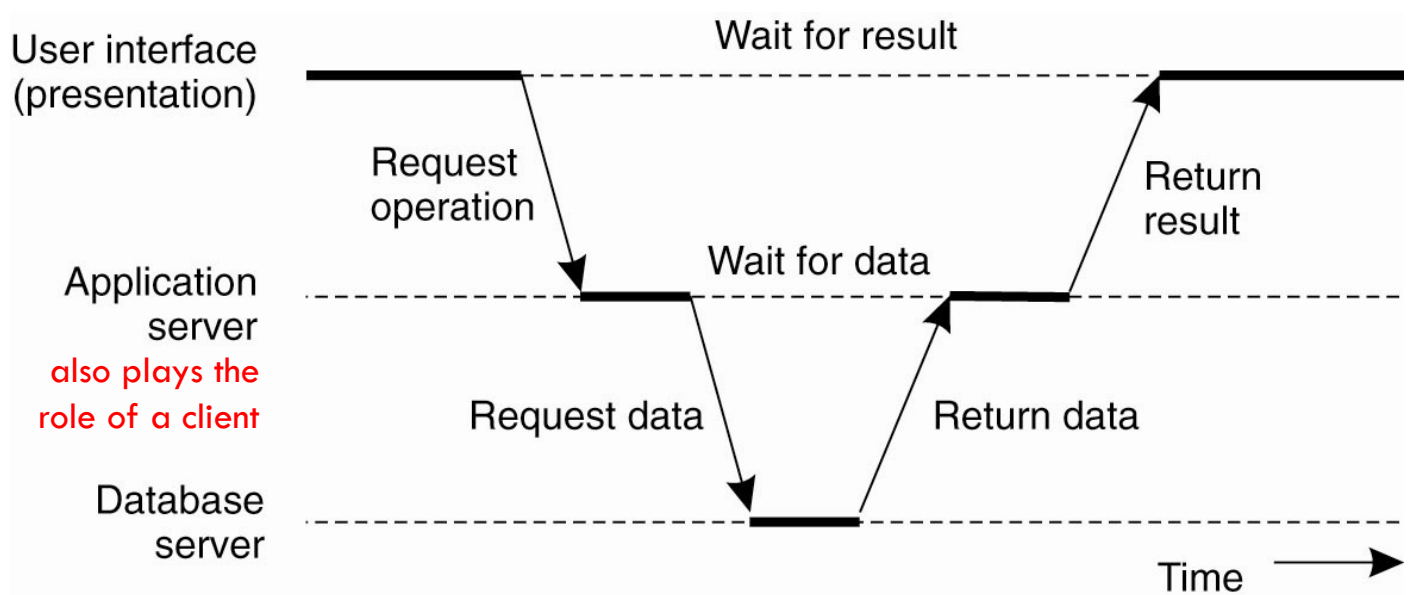 User interface
(presentation)
Wait for result
Request
operation
Return
result
Application
server
also plays the
role of a client
Wait for data
Request data
Return data
Database
server
Time